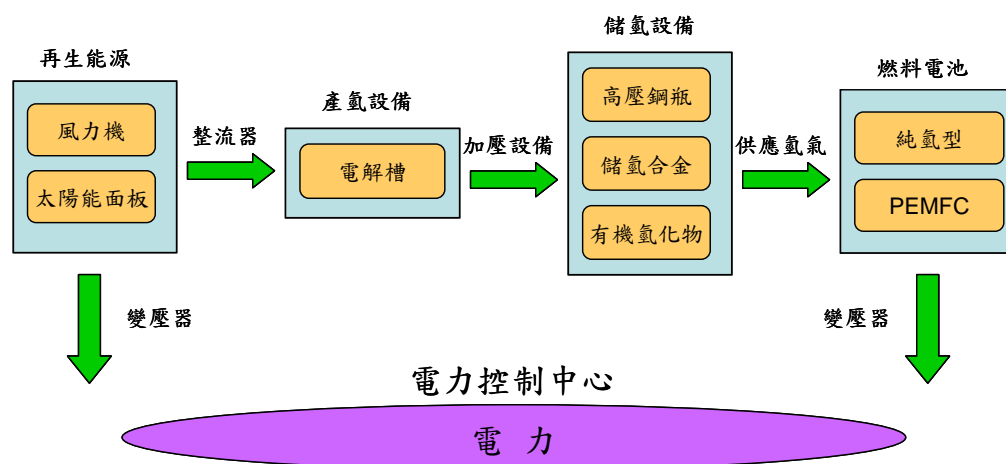 儲氫設備
再生能源
燃料電池
產氫設備
高壓鋼瓶
風力機
整流器
加壓設備
供應氫氣
純氫型
電解槽
儲氫合金
太陽能面板
PEMFC
有機氫化物
變壓器
變壓器
電力控制中心
電 力